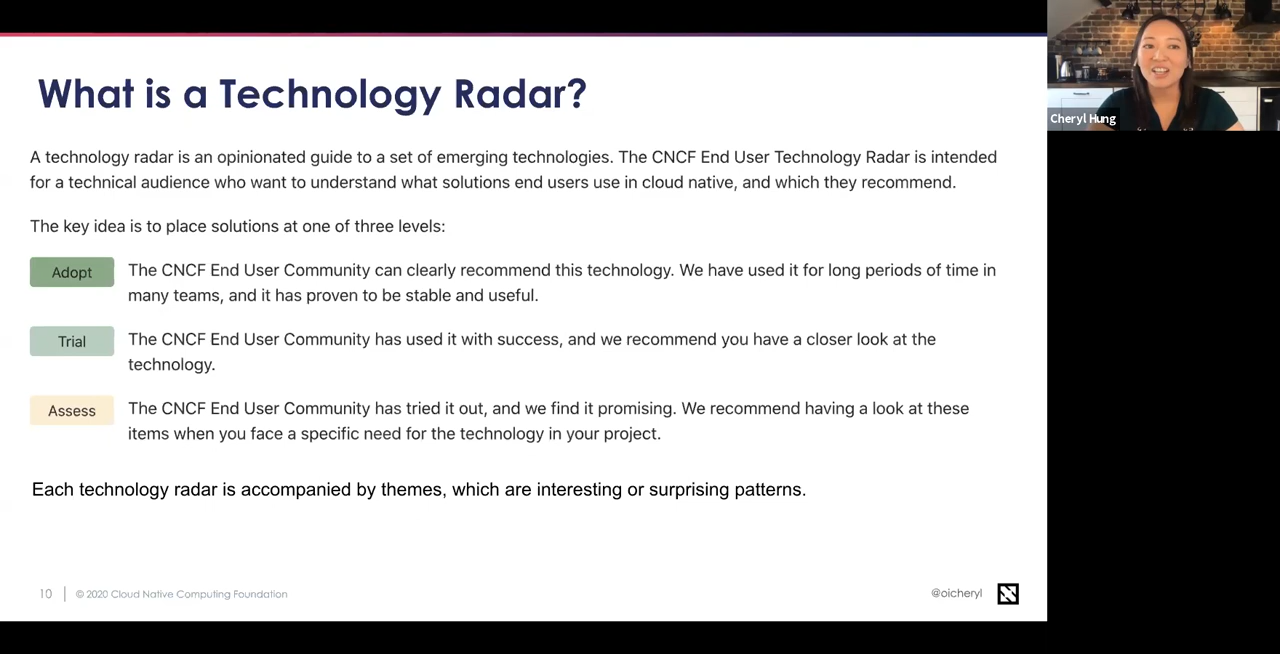 What is a Technology Radar?
A technology radar is an opinionated guide to a set of emerging technologies. The CNCF End User Technology Radar is intended
for a technical audience who want to understand what solutions end users use in cloud native, and which they recommend.
The key idea is to place solutions at one of three levels:
Adopt
The CNCF End User Community can clearly recommend this technology. We have used it for long periods of time in
many teams, and it has proven to be stable and useful.
Trial
The CNCF End User Community has used it with success, and we recommend you have a closer look at the
technology.
Assess
The CNCF End User Community has tried it out, and we find it promising. We recommend having a look at these
items when you face a specific need for the technology in your project.
Each technology radar is accompanied by themes, which are interesting or surprising patterns.
10 | © 2020 Cloud Native Computing Foundation
@oicheryl
Cheryl Hung